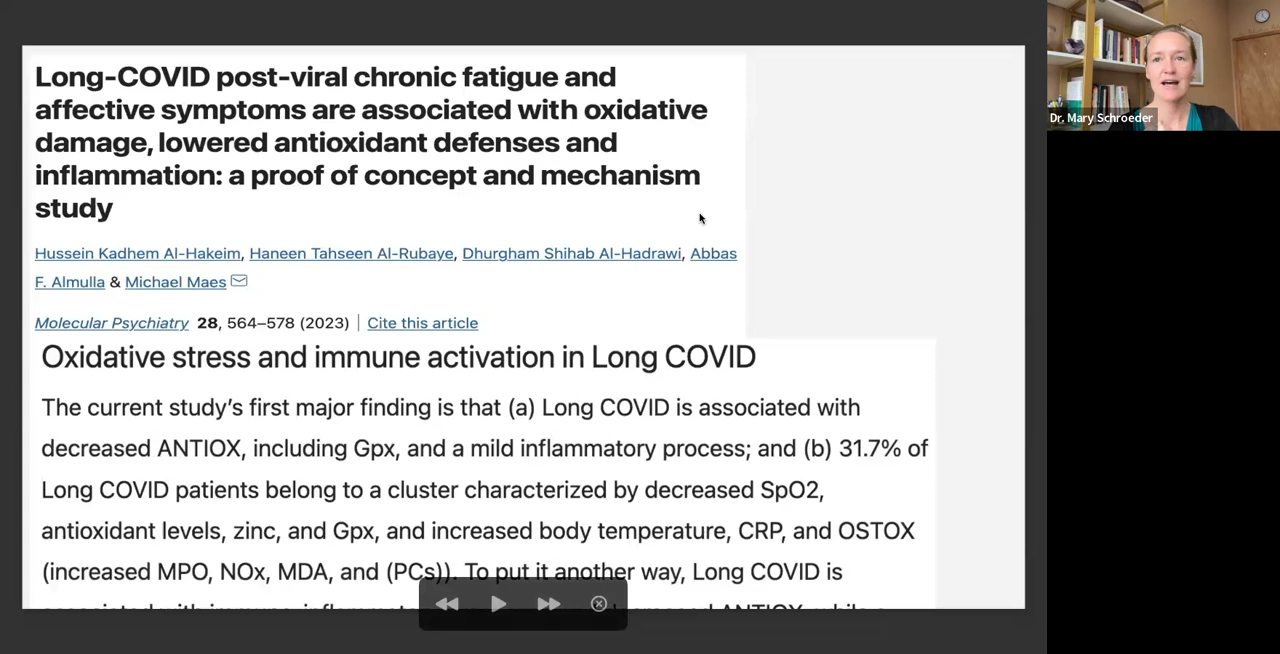 Long-COVID post-viral chronic fatigue and
affective symptoms are associated with oxidative
damage, lowered antioxidant defenses and
inflammation: a proof of concept and mechanism
study
Hussein Kadhem Al-Hakeim, Haneen Tahseen Al-Rubaye, Dhurgham Shihab Al-Hadrawi, Abbas
F. Almulla & Michael Maes
Molecular Psychiatry 28, 564–578 (2023) | Cite this article
Oxidative stress and immune activation in Long COVID
The current study's first major finding is that (a) Long COVID is associated with
decreased ANTIOX, including Gpx, and a mild inflammatory process; and (b) 31.7% of
Long COVID patients belong to a cluster characterized by decreased SpO2,
antioxidant levels, zinc, and Gpx, and increased body temperature, CRP, and OSTOX
(increased MPO, NOx, MDA, and (PCs)). To put it another way, Long COVID is
Dr. Mary Schroeder